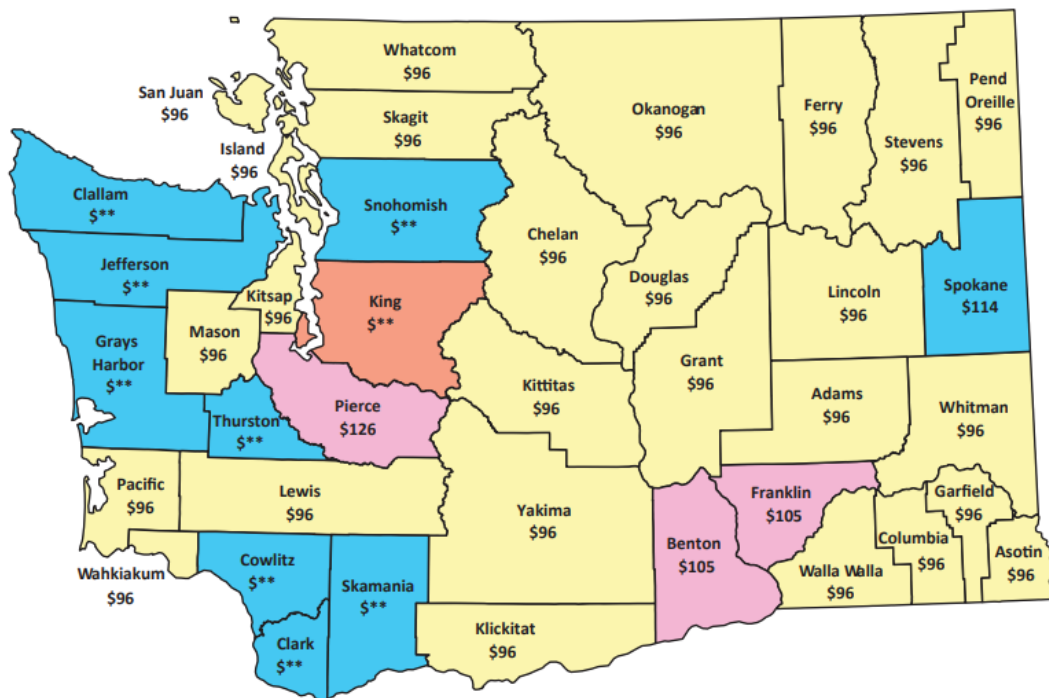 Whatcom
$96
San Juan
$96
Skagit
$96
Island
$96
Okanogan
$96
Ferry
$96
Stevens
$96
Pend
Oreille
$96
Clallam
$**
Snohomish
$**
Chelan
$96
Jefferson
$**
Kitsap
$96
King
$**
Douglas
$96
Lincoln
$96
Spokane
$114
Mason
$96
Grays
Harbor
$**
Grant
$96
Kittitas
$96
Adams
$96
Whitman
$96
Pierce
$126
Thurston
$**
Pacific
$96
Lewis
$96
Yakima
$96
Franklin
$105
Garfield
$96
Benton
$105
Columbia
$96
Asotin
$96
Walla Walla
$96
Wahkiakum
$96
Cowlitz
$**
Skamania
$**
Clark
$**
Klickitat
$96